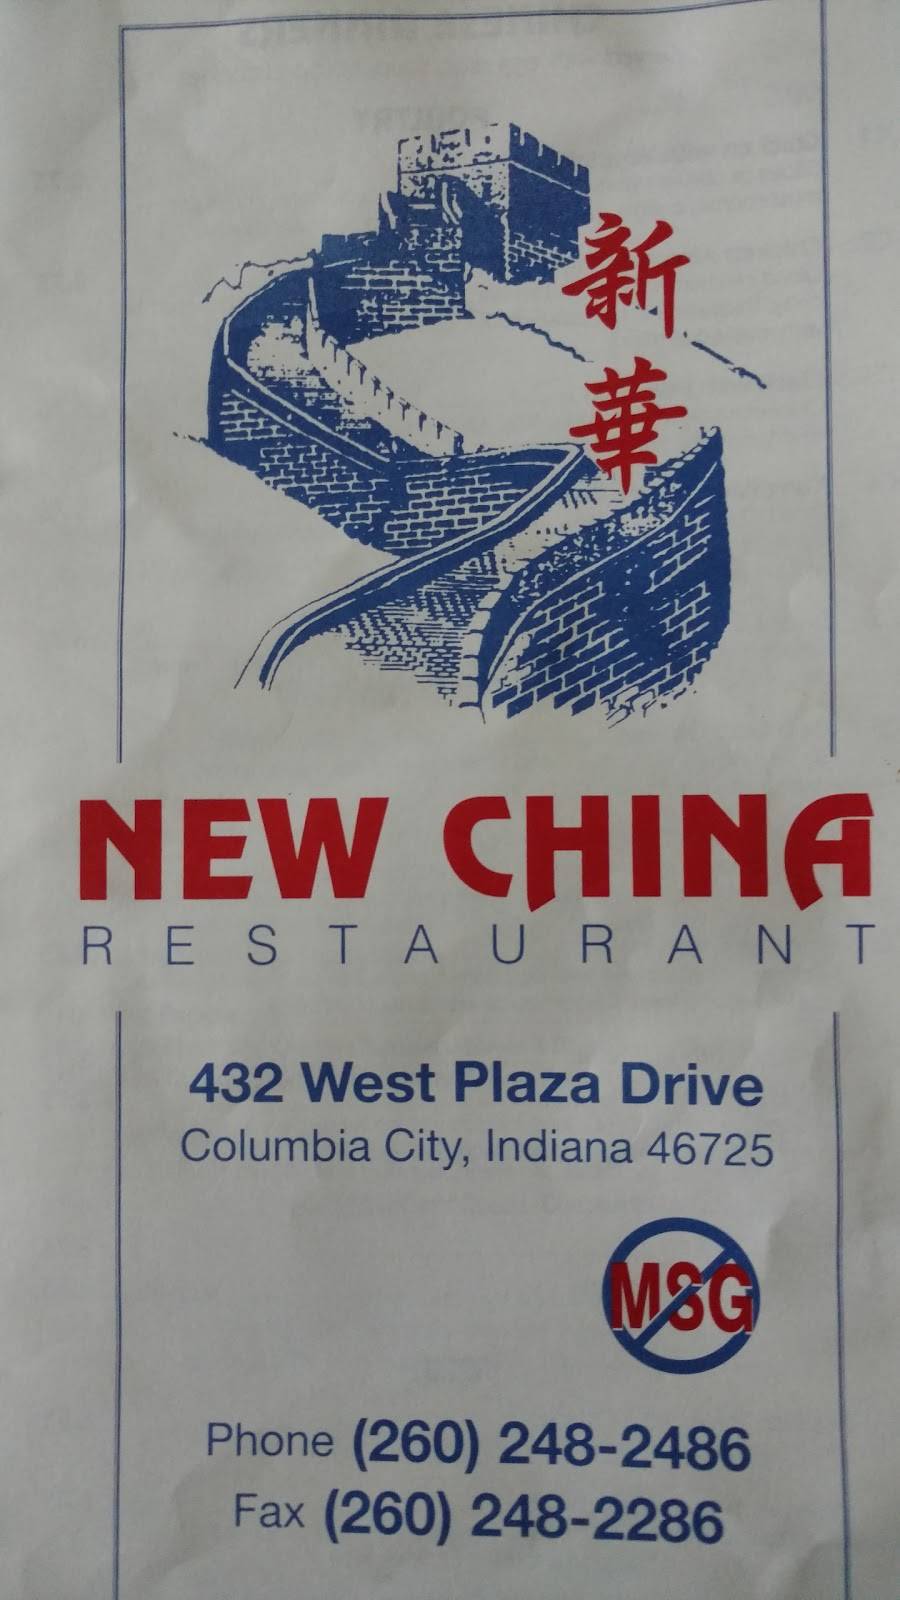 新
華
NEW CHINA
RESTAURANT
432 West Plaza Drive
Columbia City, Indiana 46725
MSG
Phone (260) 248-2486
Fax (260) 248-2286